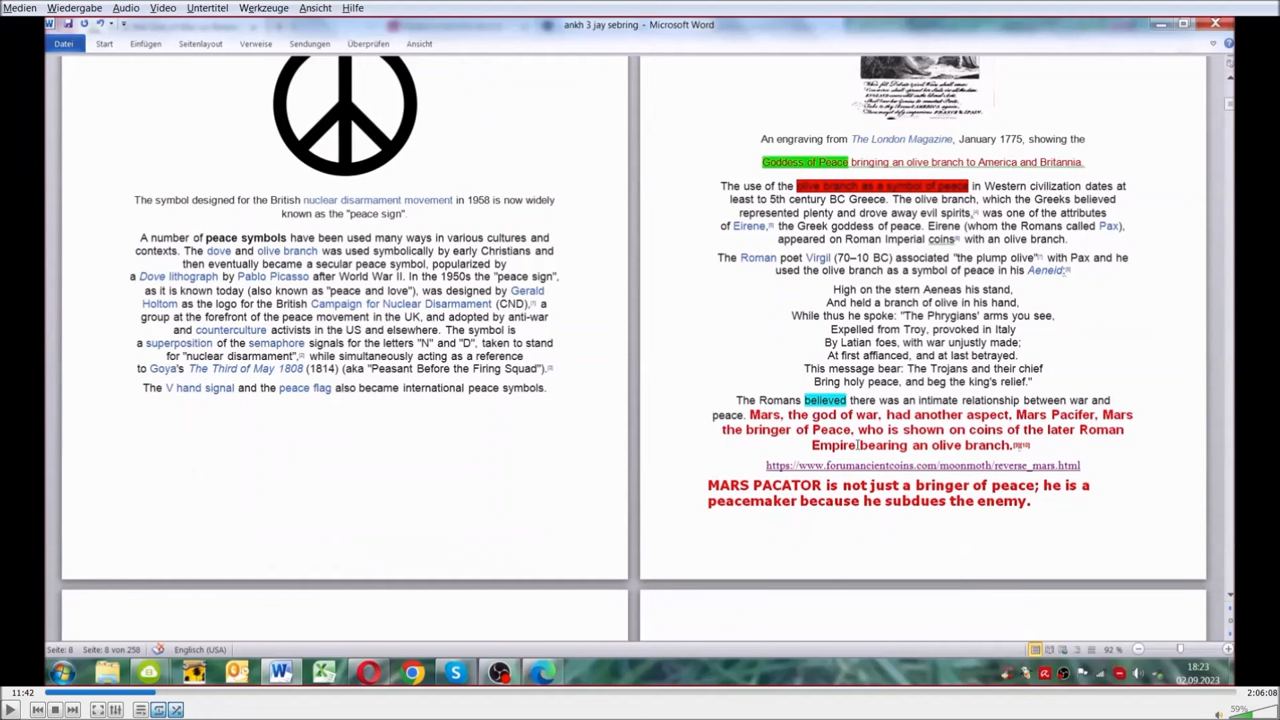 Medien Wiedergabe Audio Video Untertitel Werkzeuge Ansicht Hilfe
ankh 3 jay sebring - Microsoft Word
Datei Start Einfügen Seitenlayout Verweise Sendungen Überprüfen Ansicht
The symbol designed for the British nuclear disarmament movement in 1958 is now widely
known as the "peace sign".
A number of peace symbols have been used many ways in various cultures and
contexts. The dove and olive branch was used symbolically by early Christians and
then eventually became a secular peace symbol, popularized by
a Dove lithograph by Pablo Picasso after World War II. In the 1950s the "peace sign",
as it is known today (also known as "peace and love"), was designed by Gerald
Holtom as the logo for the British Campaign for Nuclear Disarmament (CND), a
group at the forefront of the peace movement in the UK, and adopted by anti-war
and counterculture activists in the US and elsewhere. The symbol is
a superposition of the semaphore signals for the letters "N" and "D", taken to stand
for "nuclear disarmament", while simultaneously acting as a reference
to Goya's The Third of May 1808 (1814) (aka "Peasant Before the Firing Squad").
The V hand signal and the peace flag also became international peace symbols.
An engraving from The London Magazine, January 1775, showing the
Goddess of Peace bringing an olive branch to America and Britannia.
The use of the olive branch as a symbol of peace in Western civilization dates at
least to 5th century BC Greece. The olive branch, which the Greeks believed
represented plenty and drove away evil spirits, was one of the attributes
of Eirene, the Greek goddess of peace. Eirene (whom the Romans called Pax),
appeared on Roman Imperial coins with an olive branch.
The Roman poet Virgil (70–10 BC) associated "the plump olive" with Pax and he
used the olive branch as a symbol of peace in his Aeneid:
High on the stern Aeneas his stand,
And held a branch of olive in his hand,
While thus he spoke: "The Phrygians' arms you see,
Expelled from Troy, provoked in Italy
By Latian foes, with war unjustly made;
At first affianced, and at last betrayed.
This message bear: The Trojans and their chief
Bring holy peace, and beg the king's relief."
The Romans believed there was an intimate relationship between war and
peace. Mars, the god of war, had another aspect, Mars Pacifer, Mars
the bringer of Peace, who is shown on coins of the later Roman
Empire bearing an olive branch.
https://www.forumancientcoins.com/moonmoth/reverse_mars.html
MARS PACATOR is not just a bringer of peace; he is a
peacemaker because he subdues the enemy.
Seite: 8 Seite: 8 von 258 Englisch (USA)
92 %
18:23
02.09.2023
11:42
2:06:08
59%